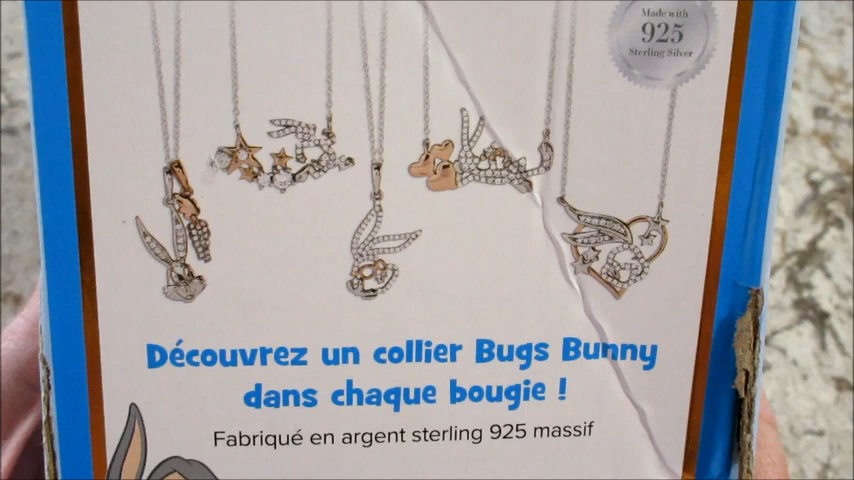 Made with
925
Sterling Silver
Découvrez un collier Bugs Bunny
dans chaque bougie !
Fabriqué en argent sterling 925 massif